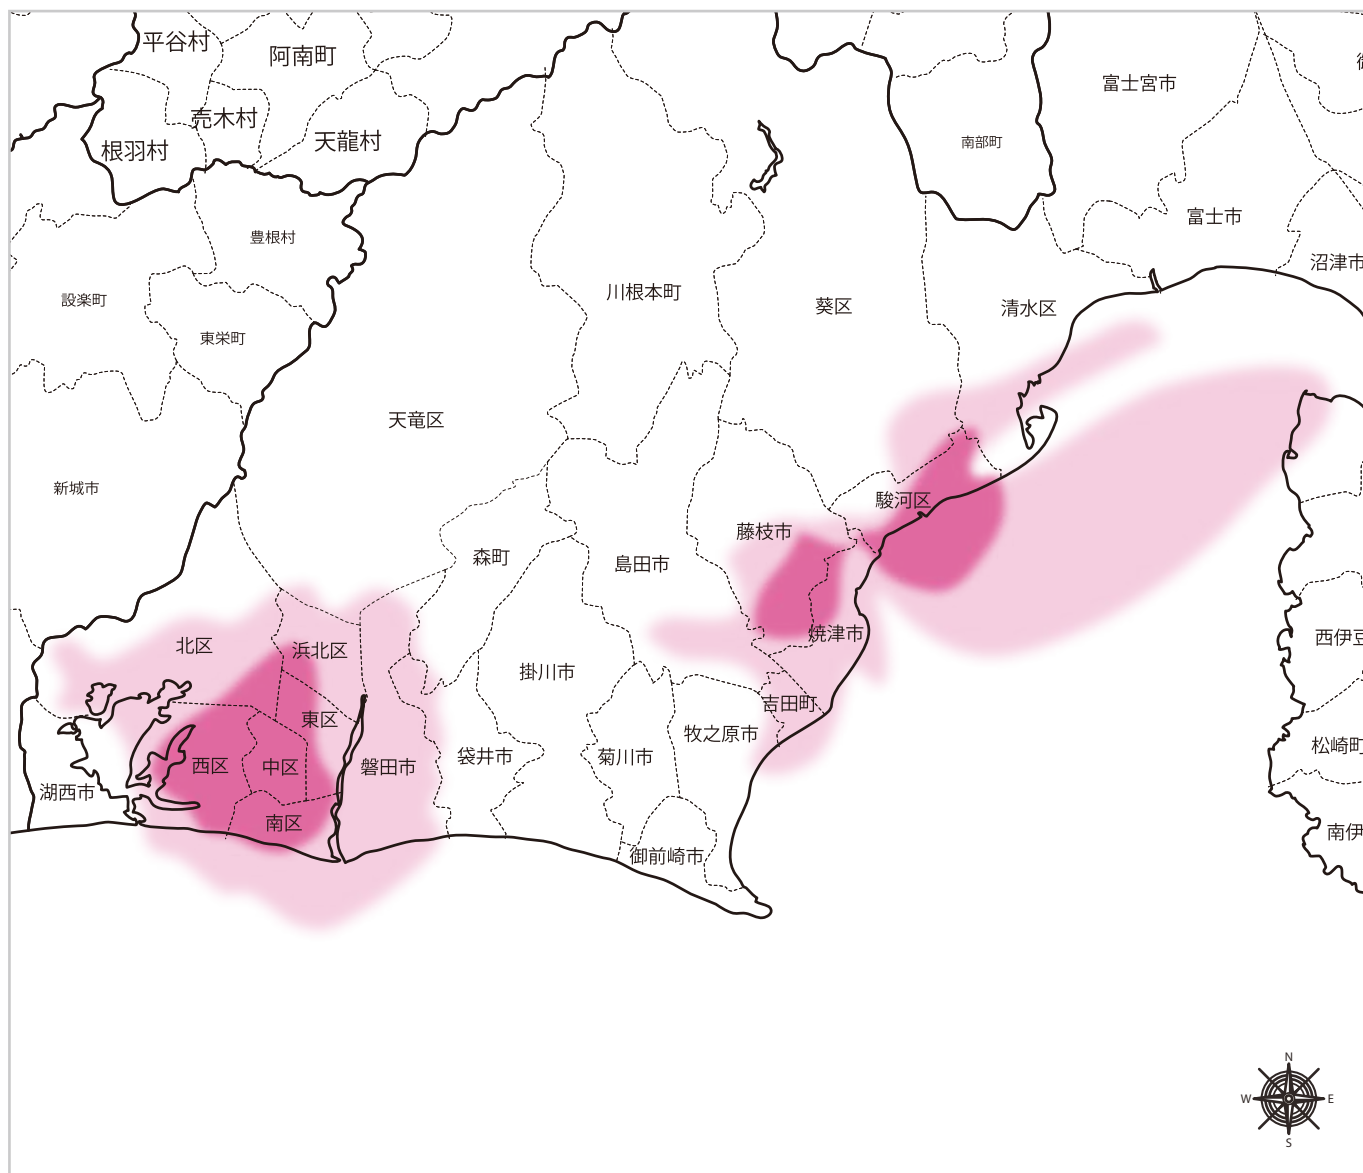 平谷村
阿南町
売木村
根羽村
天龍村
富士宮市
南部町
富士市
豊根村
沼津市
設楽町
川根本町
葵区
清水区
東栄町
天竜区
新城市
駿河区
藤枝市
森町
島田市
焼津市
北区
浜北区
西伊豆
掛川市
吉田町
東区
牧之原市
松崎町
西区
中区
磐田市
袋井市
菊川市
湖西市
南区
南伊
御前崎市
N
W
E
S